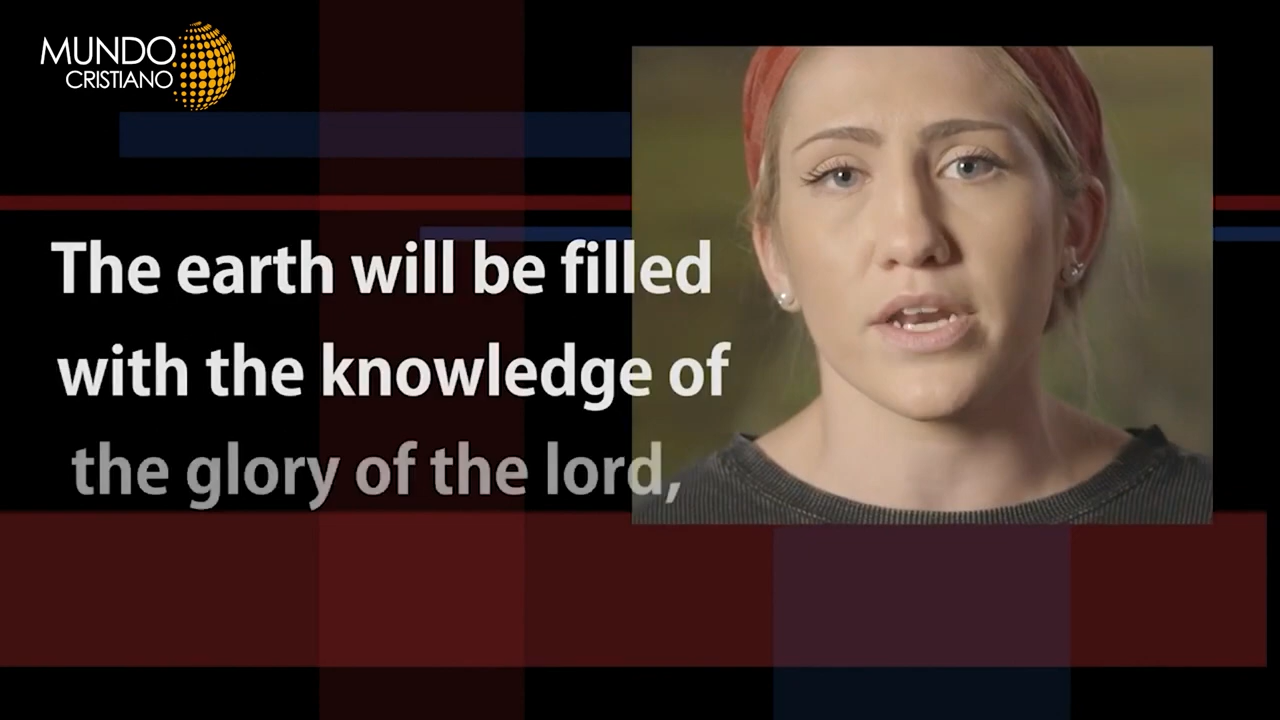 MUNDO
CRISTIANO
The earth will be filled
with the knowledge of
the glory of the lord,